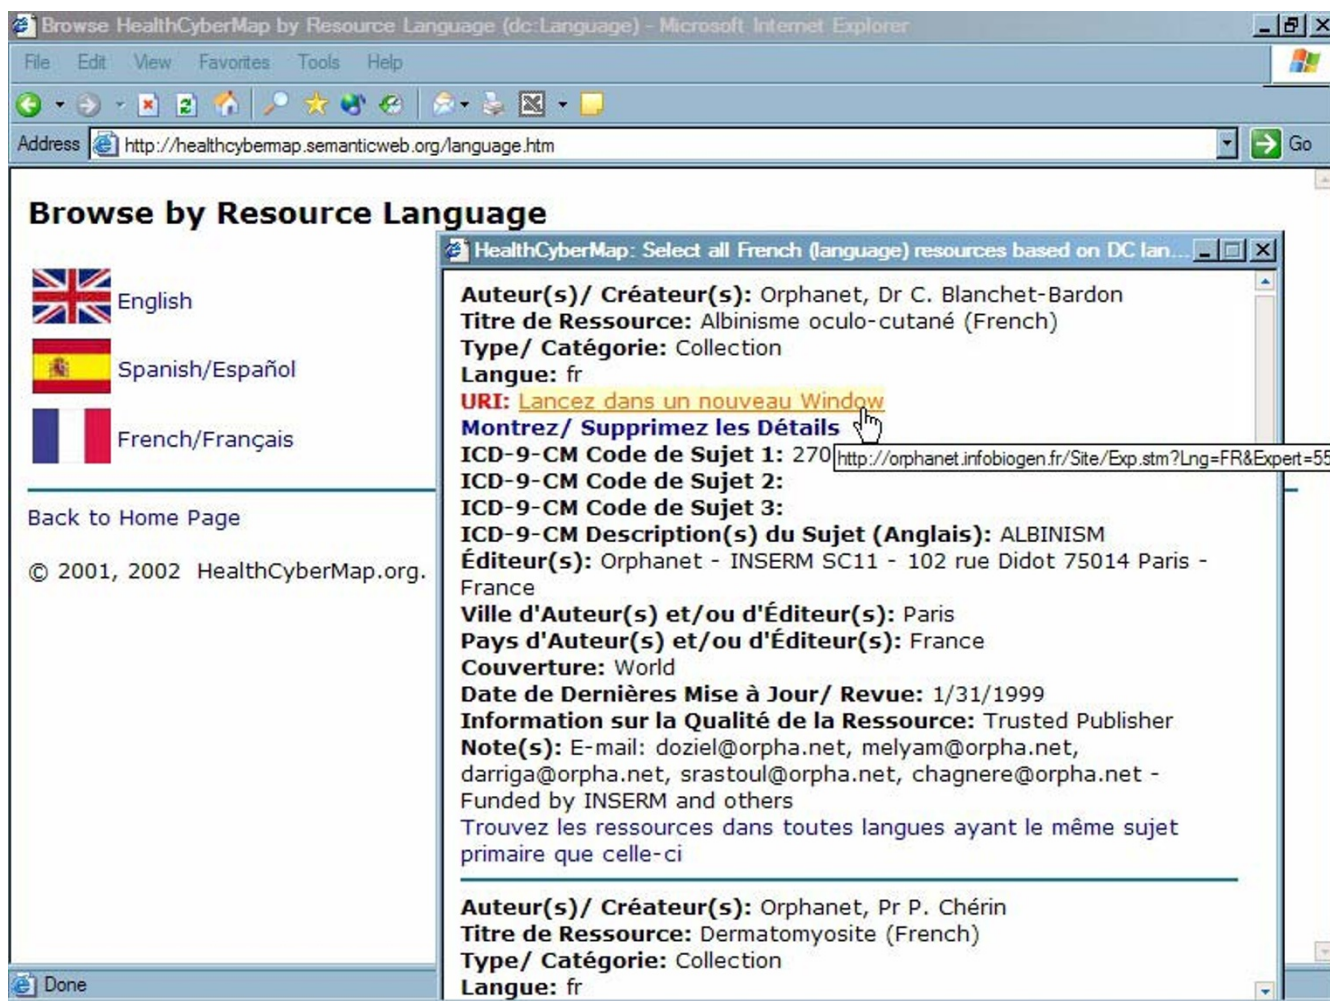 Browse HealthCyberMap by Resource Language (dc:Language) - Microsoft Internet Explorer
File Edit View Favorites Tools Help
Address http://healthcybermap.semanticweb.org/language.htm Go
Browse by Resource Language
English
Spanish/Español
French/Français
Back to Home Page
© 2001, 2002 HealthCyberMap.org.
HealthCyberMap: Select all French (language) resources based on DC lan...
Auteur(s)/ Créateur(s): Orphanet, Dr C. Blanchet-Bardon
Titre de Ressource: Albinisme oculo-cutané (French)
Type/ Catégorie: Collection
Langue: fr
URI: Lancez dans un nouveau Window
Montrez/ Supprimez les Détails
ICD-9-CM Code de Sujet 1: 270
http://orphanet.infobiogen.fr/Site/Exp.stm?Lng=FR&Expert=55
ICD-9-CM Code de Sujet 2:
ICD-9-CM Code de Sujet 3:
ICD-9-CM Description(s) du Sujet (Anglais): ALBINISM
Éditeur(s): Orphanet - INSERM SC11 - 102 rue Didot 75014 Paris -
France
Ville d'Auteur(s) et/ou d'Éditeur(s): Paris
Pays d'Auteur(s) et/ou d'Éditeur(s): France
Couverture: World
Date de Dernières Mise à Jour/ Revue: 1/31/1999
Information sur la Qualité de la Ressource: Trusted Publisher
Note(s): E-mail: doziel@orpha.net, melyam@orpha.net,
darriga@orpha.net, srastoul@orpha.net, chagnere@orpha.net -
Funded by INSERM and others
Trouvez les ressources dans toutes langues ayant le même sujet
primaire que celle-ci
Auteur(s)/ Créateur(s): Orphanet, Pr P. Chérin
Titre de Ressource: Dermatomyosite (French)
Type/ Catégorie: Collection
Langue: fr
Done